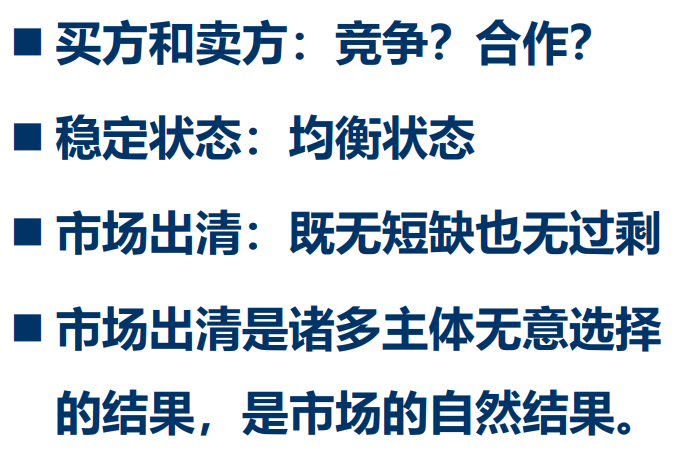 ■ 买方和卖方：竞争？合作？
■ 稳定状态：均衡状态
■ 市场出清：既无短缺也无过剩
■ 市场出清是诸多主体无意选择
的结果，是市场的自然结果。